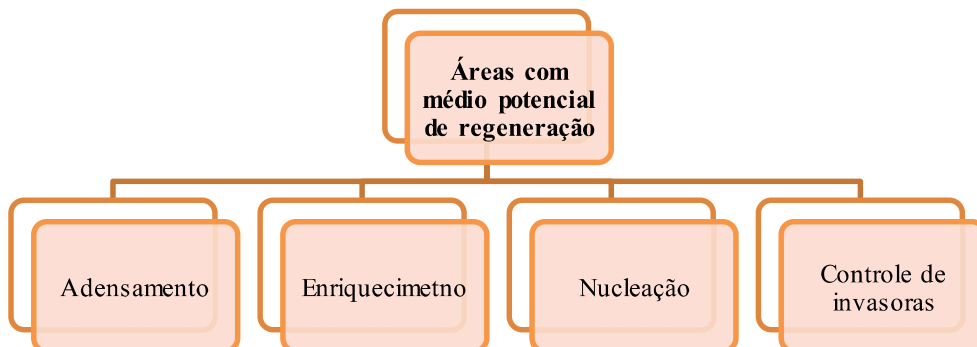 Áreas com
médio potencial
de regeneração
Adensamento
Enriquecimetno
Nucleação
Controle de
invasoras